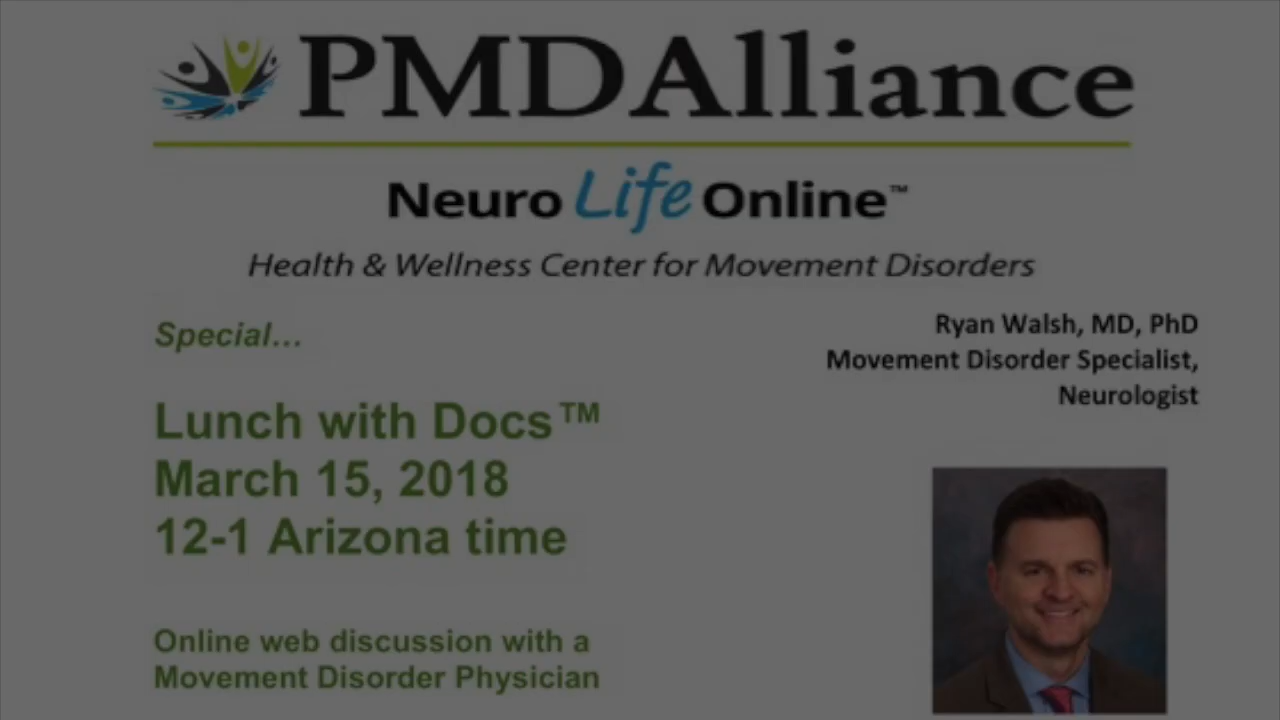 PMDAlliance
Neuro Life Online™
Health & Wellness Center for Movement Disorders
Special...
Ryan Walsh, MD, PhD
Movement Disorder Specialist,
Neurologist
Lunch with Docs™
March 15, 2018
12-1 Arizona time
Online web discussion with a
Movement Disorder Physician